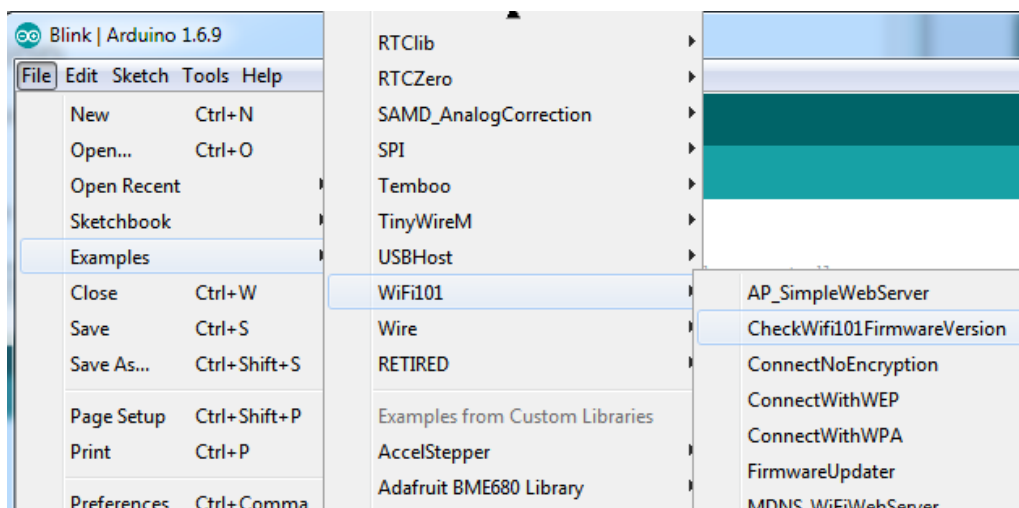 Blink | Arduino 1.6.9
File Edit Sketch Tools Help
New Ctrl+N
Open... Ctrl+O
Open Recent
Sketchbook
Examples
Close Ctrl+W
Save Ctrl+S
Save As... Ctrl+Shift+S
Page Setup Ctrl+Shift+P
Print Ctrl+P
Preferences Ctrl+Comma
RTClib
RTCZero
SAMD_AnalogCorrection
SPI
Temboo
TinyWireM
USBHost
WiFi101
Wire
RETIRED
Examples from Custom Libraries
AccelStepper
Adafruit BME680 Library
AP_SimpleWebServer
CheckWifi101FirmwareVersion
ConnectNoEncryption
ConnectWithWEP
ConnectWithWPA
FirmwareUpdater
MDNS_WiFiWebServer